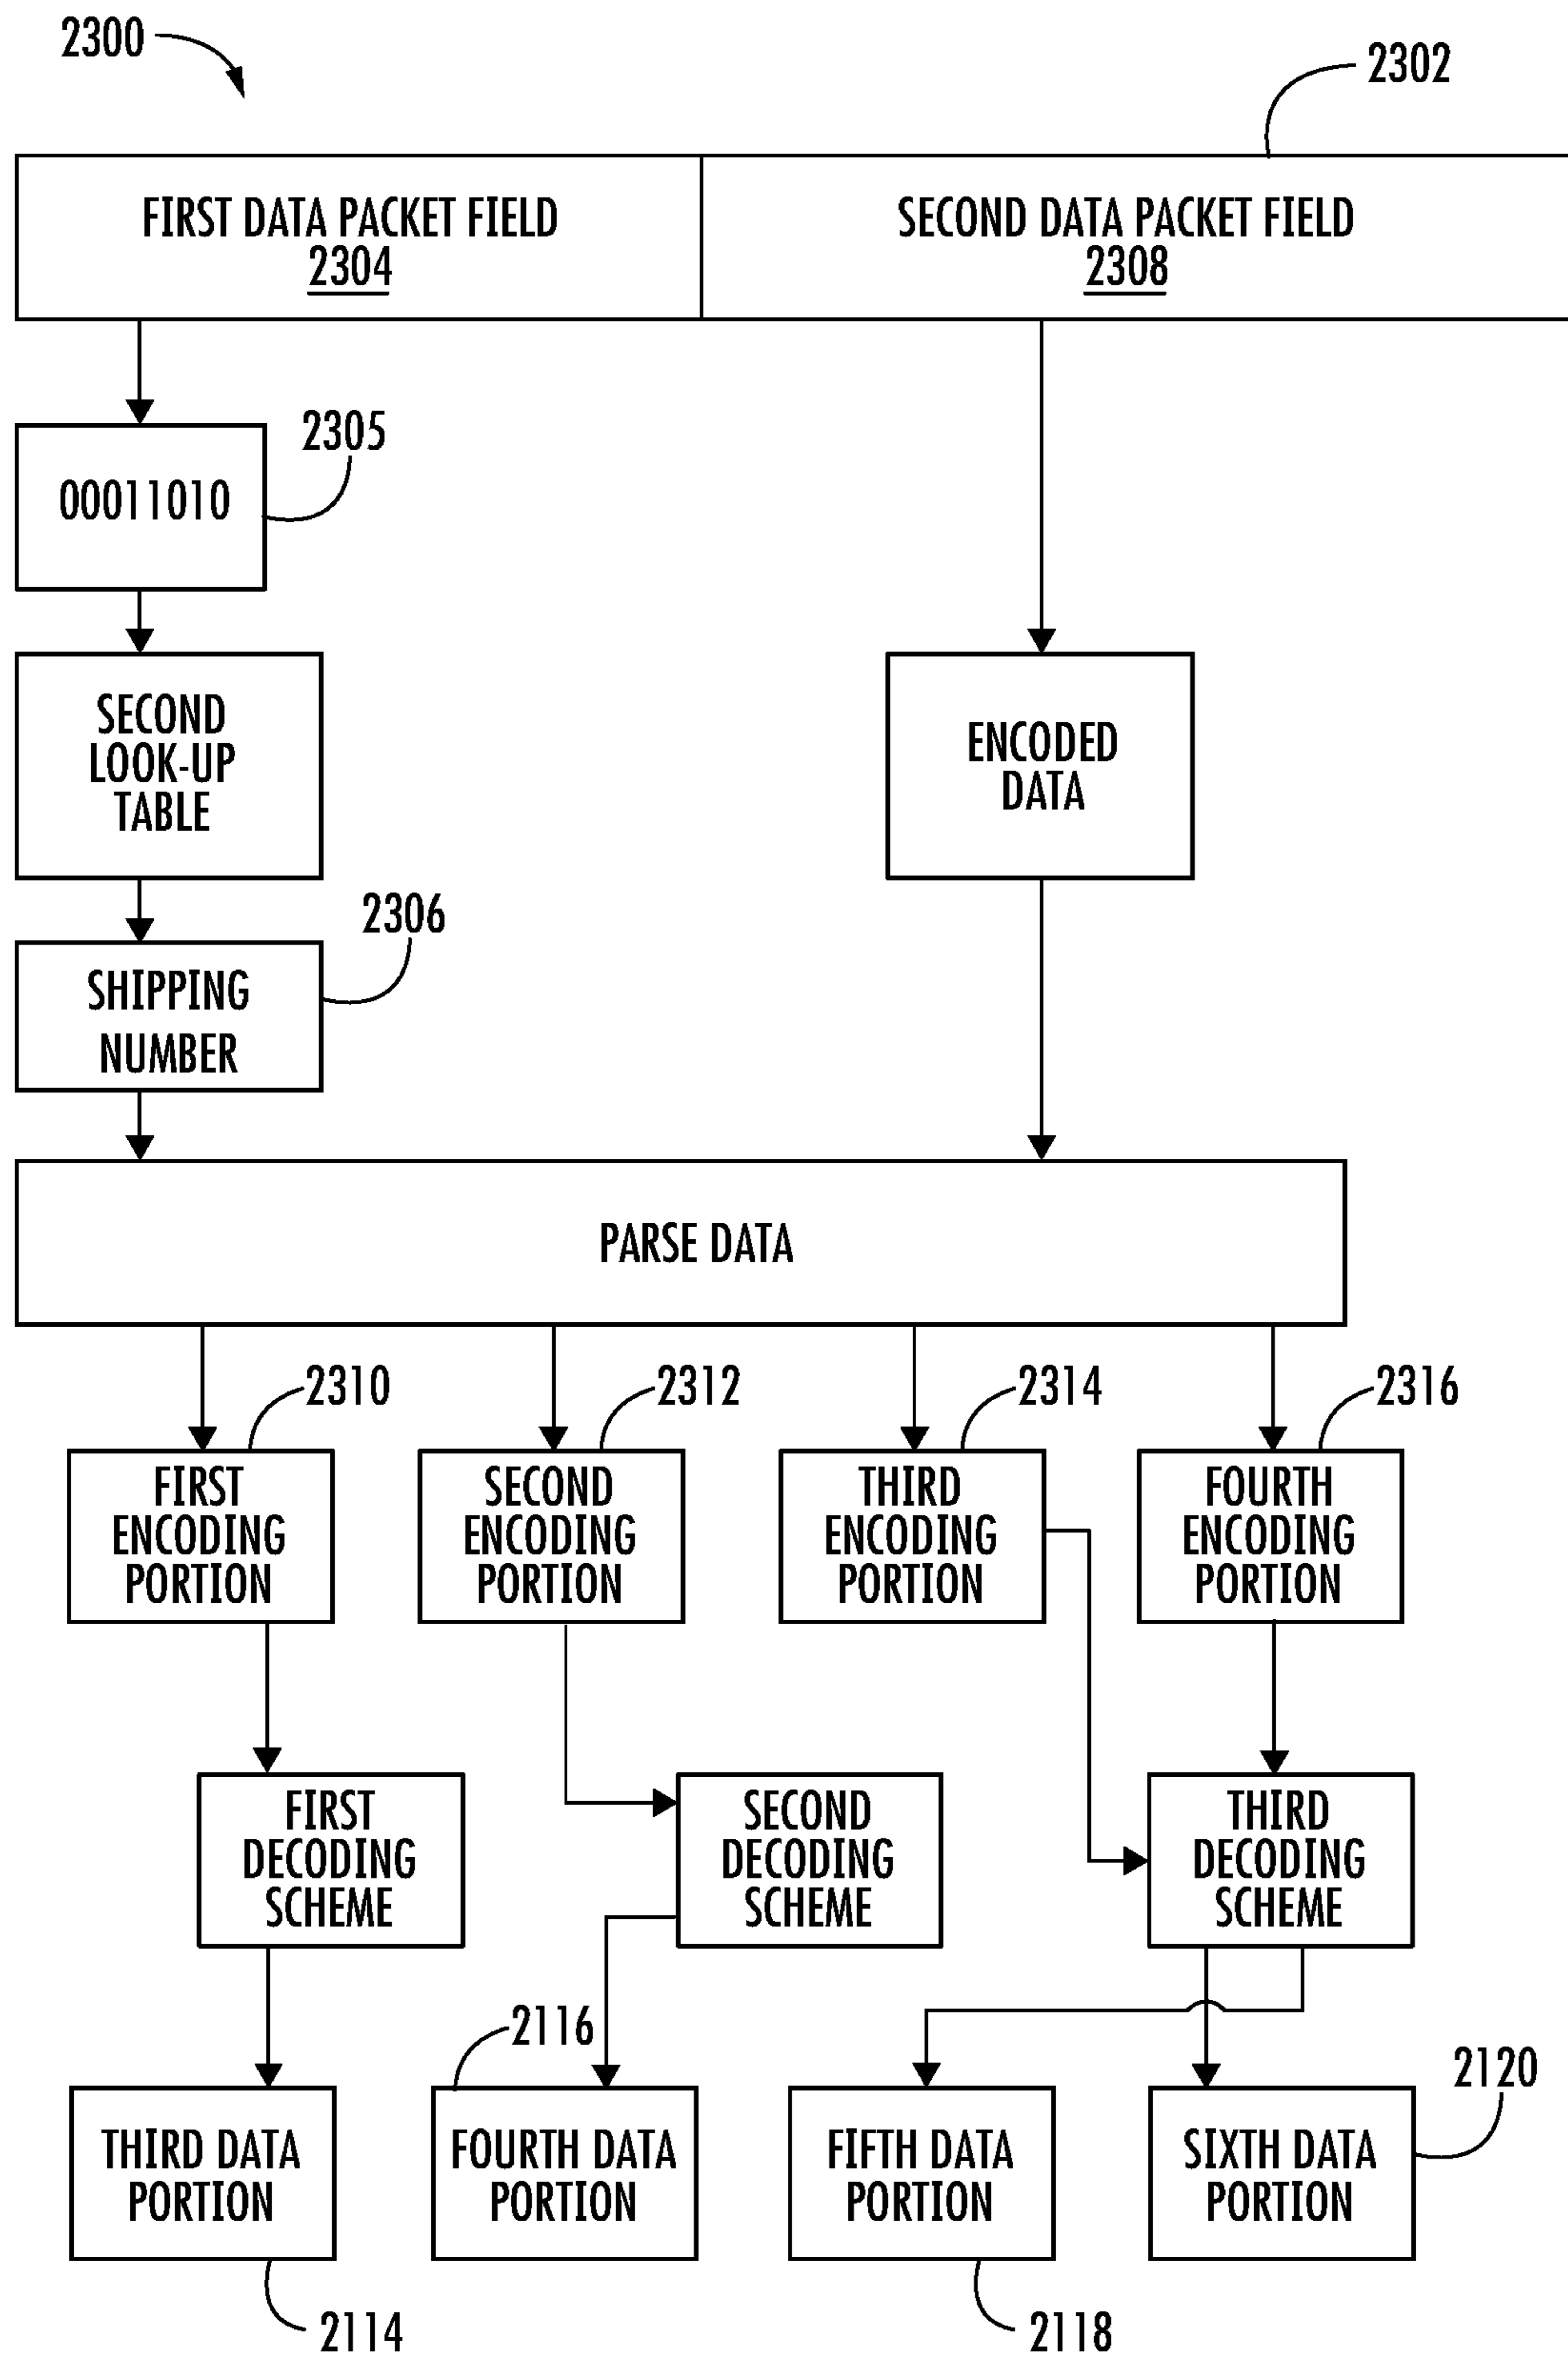 2300
2302
FIRST DATA PACKET FIELD
2304
SECOND DATA PACKET FIELD
2308
2305
00011010
SECOND
LOOK-UP
TABLE
ENCODED
DATA
2306
SHIPPING
NUMBER
PARSE DATA
2310
2312
2314
2316
FIRST
ENCODING
PORTION
SECOND
ENCODING
PORTION
THIRD
ENCODING
PORTION
FOURTH
ENCODING
PORTION
FIRST
DECODING
SCHEME
SECOND
DECODING
SCHEME
THIRD
DECODING
SCHEME
2116
2120
THIRD DATA
PORTION
FOURTH DATA
PORTION
FIFTH DATA
PORTION
SIXTH DATA
PORTION
2114
2118